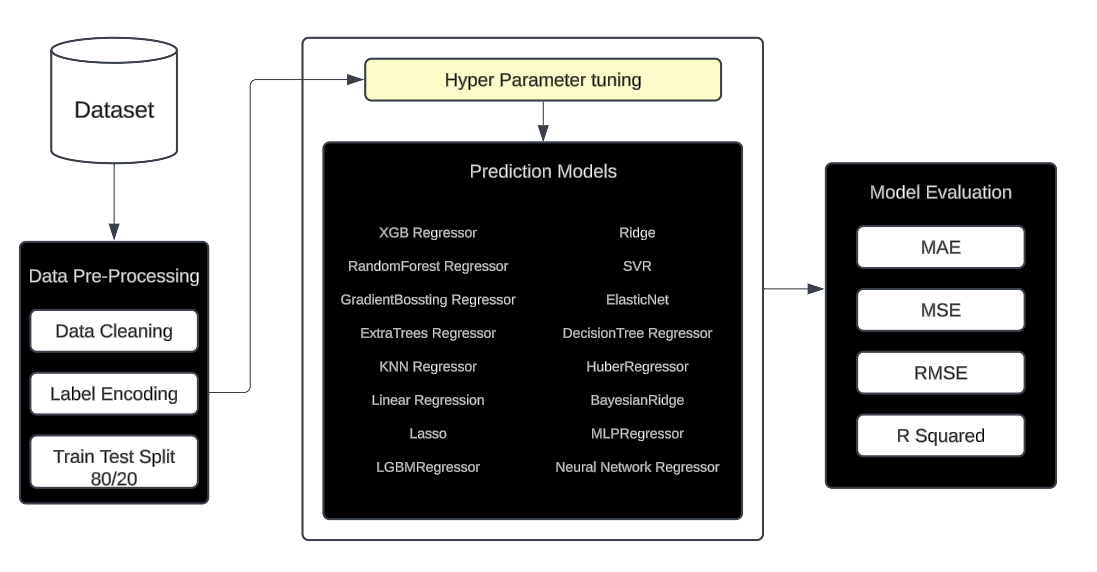 Dataset
Data Pre-Processing
Data Cleaning
Label Encoding
Train Test Split
80/20
Hyper Parameter tuning
Prediction Models
XGB Regressor
RandomForest Regressor
GradientBossting Regressor
ExtraTrees Regressor
KNN Regressor
Linear Regression
Lasso
LGBMRegressor
Ridge
SVR
ElasticNet
DecisionTree Regressor
HuberRegressor
BayesianRidge
MLPRegressor
Neural Network Regressor
Model Evaluation
MAE
MSE
RMSE
R Squared